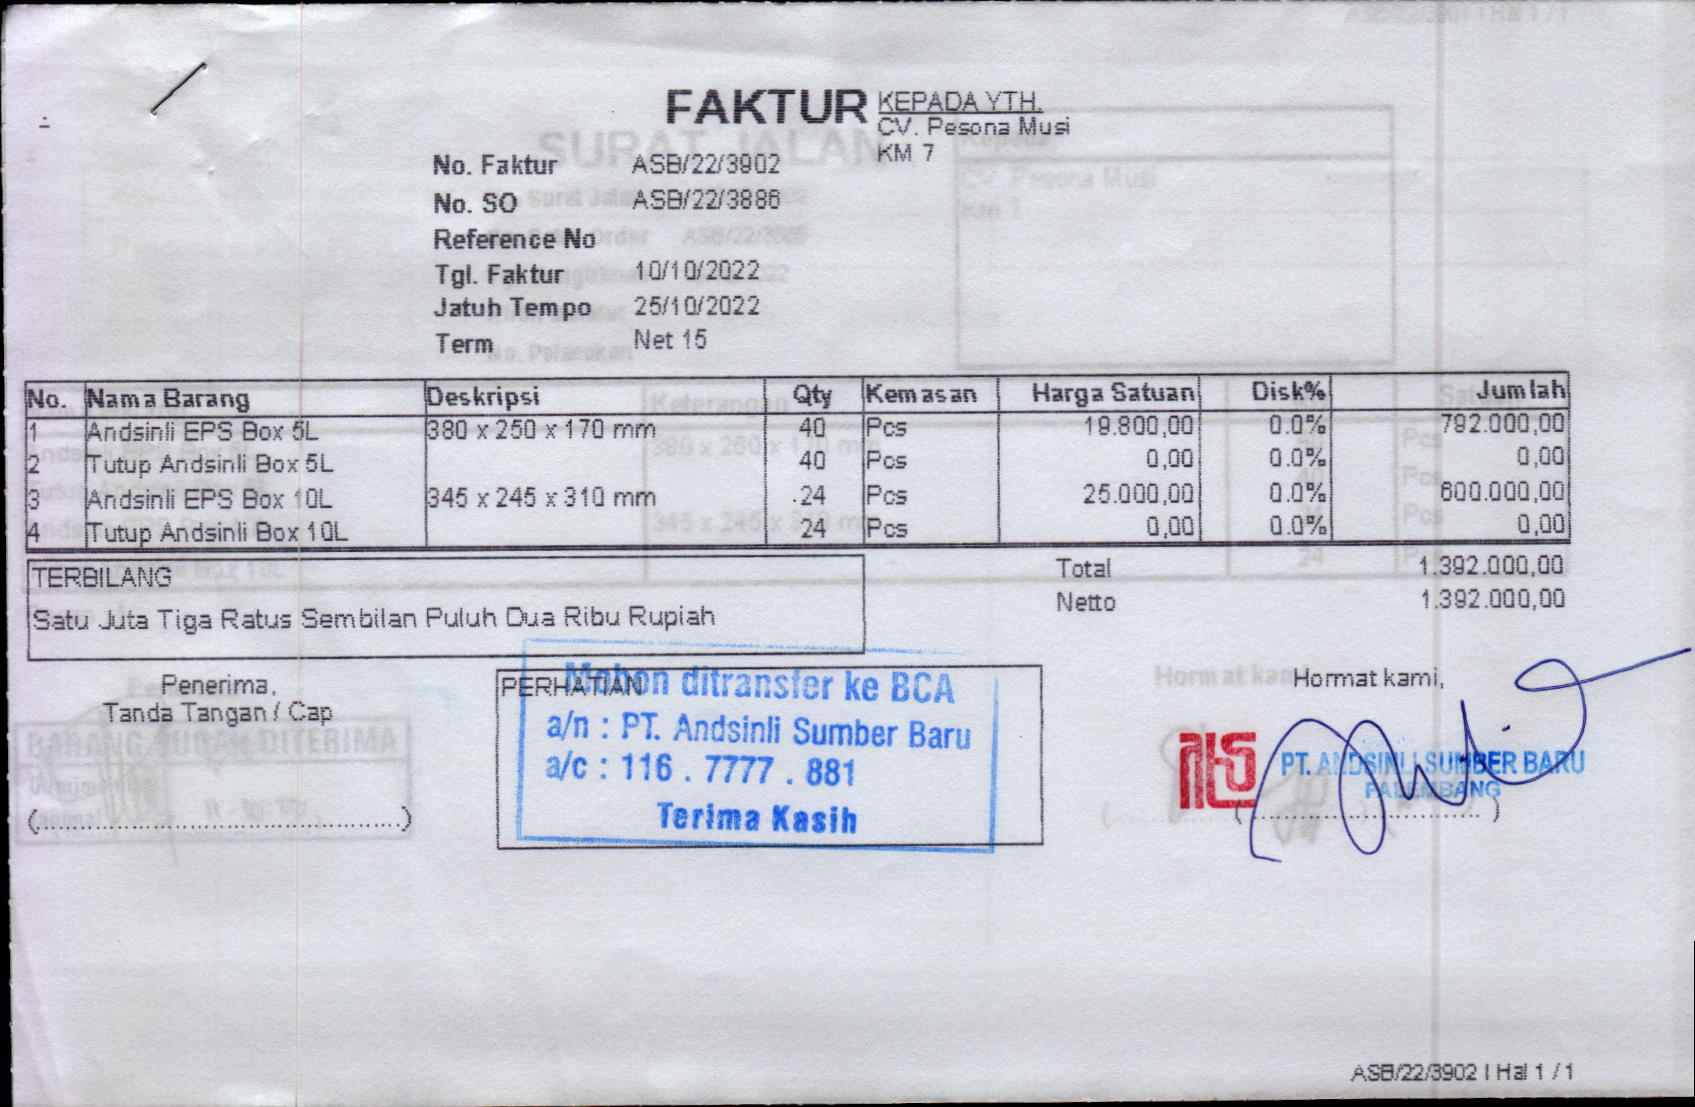 FAKTUR
KEPADA YTH.
CV. Pesona Musi
KM 7
No. Faktur ASB/22/3902
No. SO ASB/22/3886
Reference No
Tgl. Faktur 10/10/2022
Jatuh Tempo 25/10/2022
Term Net 15
No. Nama Barang Deskripsi Qty Kemasan Harga Satuan Disk% Jumlah
1 Andsinli EPS Box 5L 380 x 250 x 170 mm 40 Pcs 19.800,00 0.0% 792.000,00
2 Tutup Andsinli Box 5L 40 Pcs 0,00 0.0% 0,00
3 Andsinli EPS Box 10L 345 x 245 x 310 mm 24 Pcs 25.000,00 0.0% 600.000,00
4 Tutup Andsinli Box 10L 24 Pcs 0,00 0.0% 0,00
TERBILANG
Satu Juta Tiga Ratus Sembilan Puluh Dua Ribu Rupiah
Total 1.392.000,00
Netto 1.392.000,00
Penerima,
Tanda Tangan / Cap
(........................................)
PERHATIAN
Mohon ditransfer ke BCA
a/n : PT. Andsinli Sumber Baru
a/c : 116 . 7777 . 881
Terima Kasih
Hormat kami,
PT. ANDSINLI SUMBER BARU
PALEMBANG
(........................................)
ASB/22/3902 | Hal 1 / 1